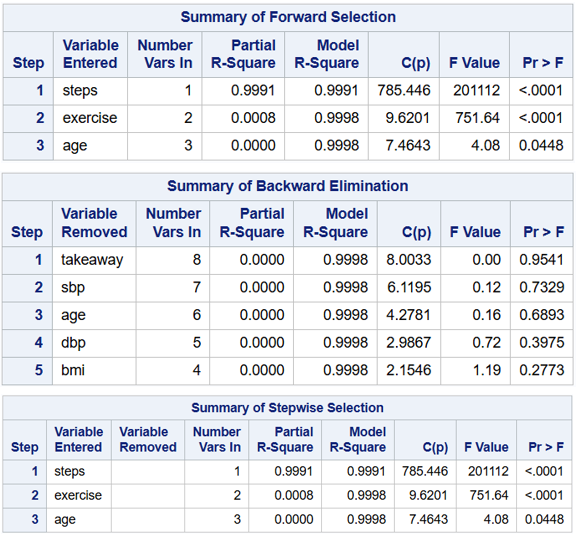 Summary of Forward Selection
Step Variable Entered Number Vars In Partial R-Square Model R-Square C(p) F Value Pr > F
1 steps 1 0.9991 0.9991 785.446 201112 <.0001
2 exercise 2 0.0008 0.9998 9.6201 751.64 <.0001
3 age 3 0.0000 0.9998 7.4643 4.08 0.0448
Summary of Backward Elimination
Step Variable Removed Number Vars In Partial R-Square Model R-Square C(p) F Value Pr > F
1 takeaway 8 0.0000 0.9998 8.0033 0.00 0.9541
2 sbp 7 0.0000 0.9998 6.1195 0.12 0.7329
3 age 6 0.0000 0.9998 4.2781 0.16 0.6893
4 dbp 5 0.0000 0.9998 2.9867 0.72 0.3975
5 bmi 4 0.0000 0.9998 2.1546 1.19 0.2773
Summary of Stepwise Selection
Step Variable Entered Variable Removed Number Vars In Partial R-Square Model R-Square C(p) F Value Pr > F
1 steps 1 0.9991 0.9991 785.446 201112 <.0001
2 exercise 2 0.0008 0.9998 9.6201 751.64 <.0001
3 age 3 0.0000 0.9998 7.4643 4.08 0.0448